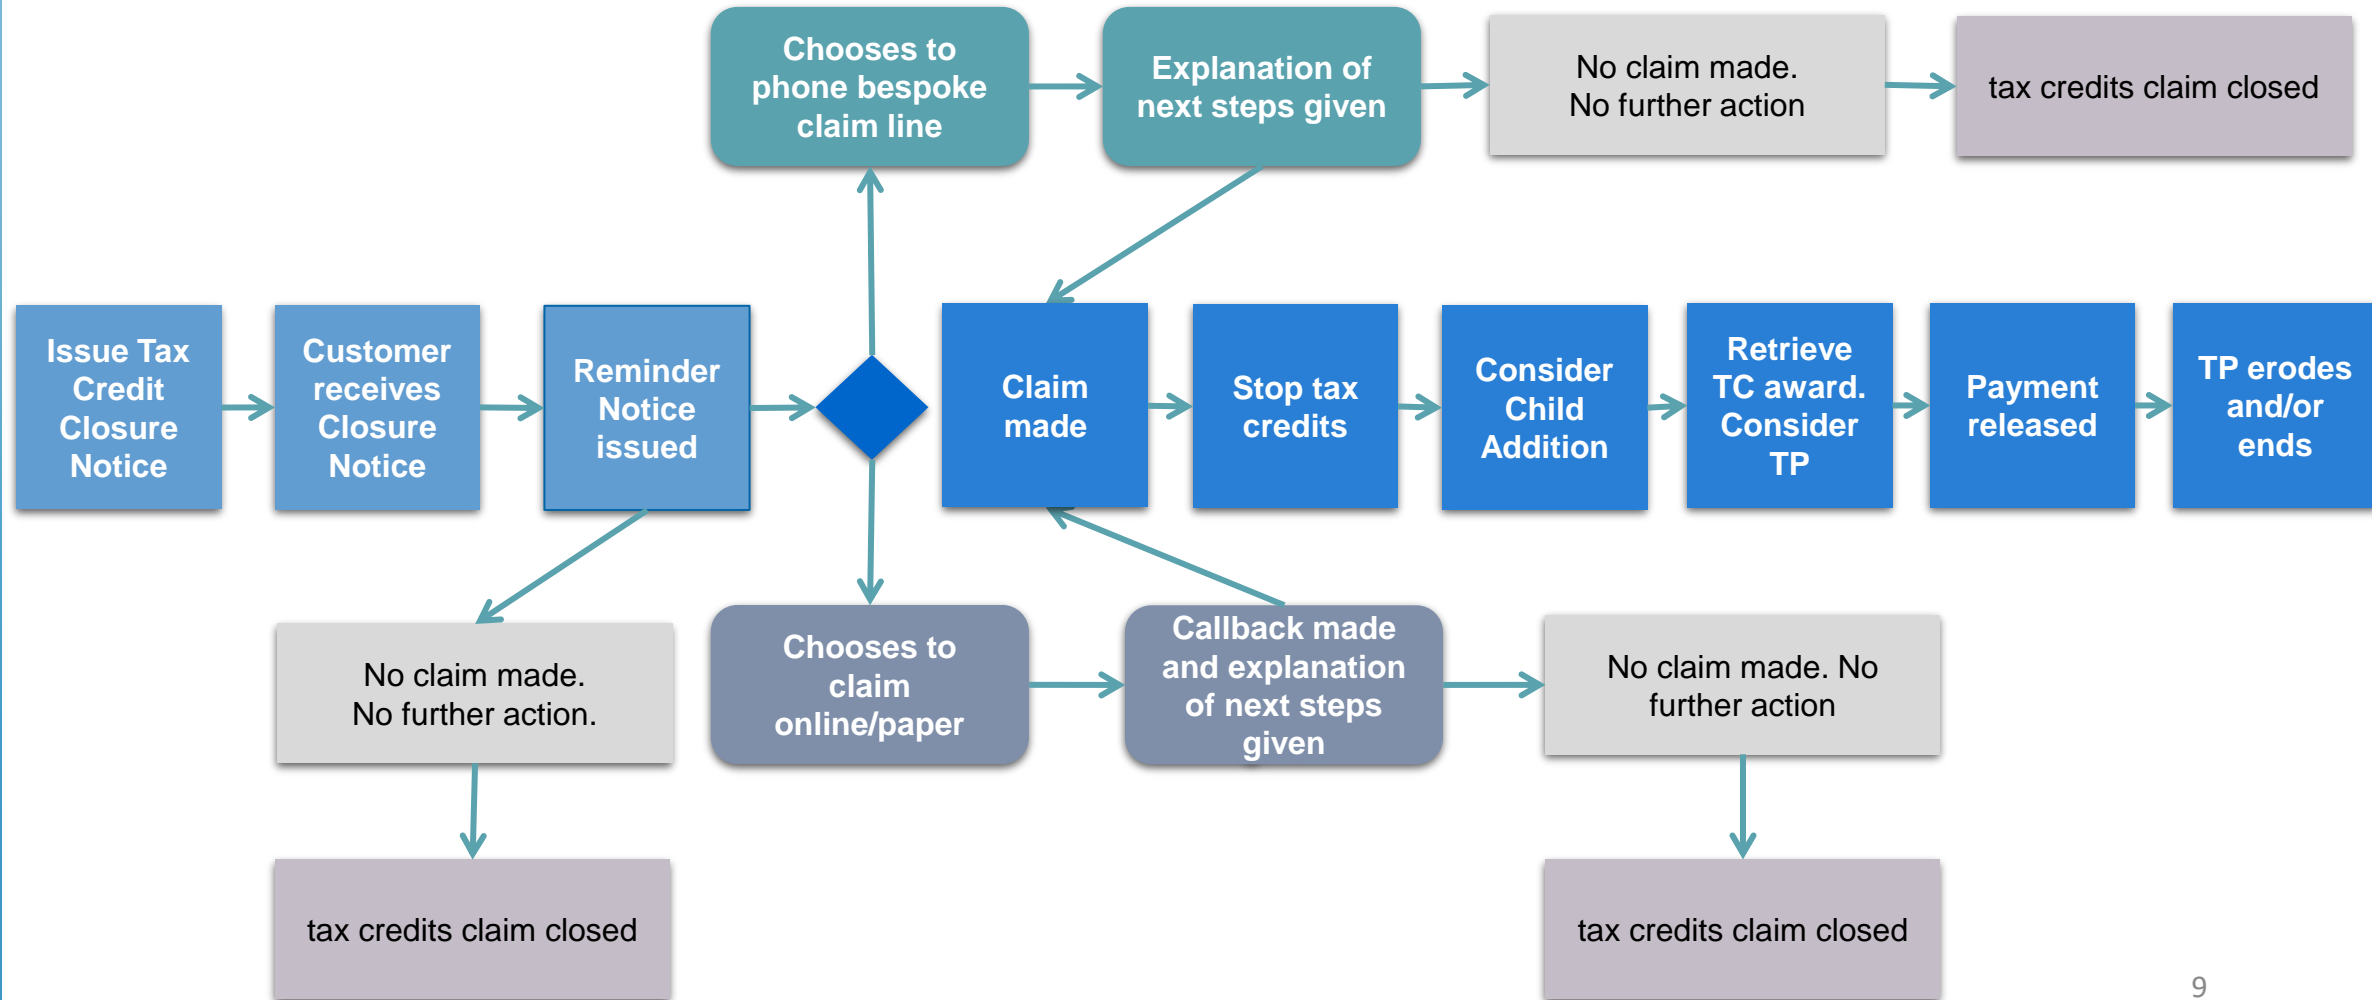 Chooses to
phone bespoke
claim line
Explanation of
next steps given
No claim made.
No further action
tax credits claim closed
Issue Tax
Credit
Closure
Notice
Customer
receives
Closure
Notice
Reminder
Notice
issued
Claim
made
Stop tax
credits
Consider
Child
Addition
Retrieve
TC award.
Consider
TP
Payment
released
TP erodes
and/or
ends
No claim made.
No further action.
Chooses to
claim
online/paper
Callback made
and explanation
of next steps
given
No claim made. No
further action
tax credits claim closed
tax credits claim closed
9